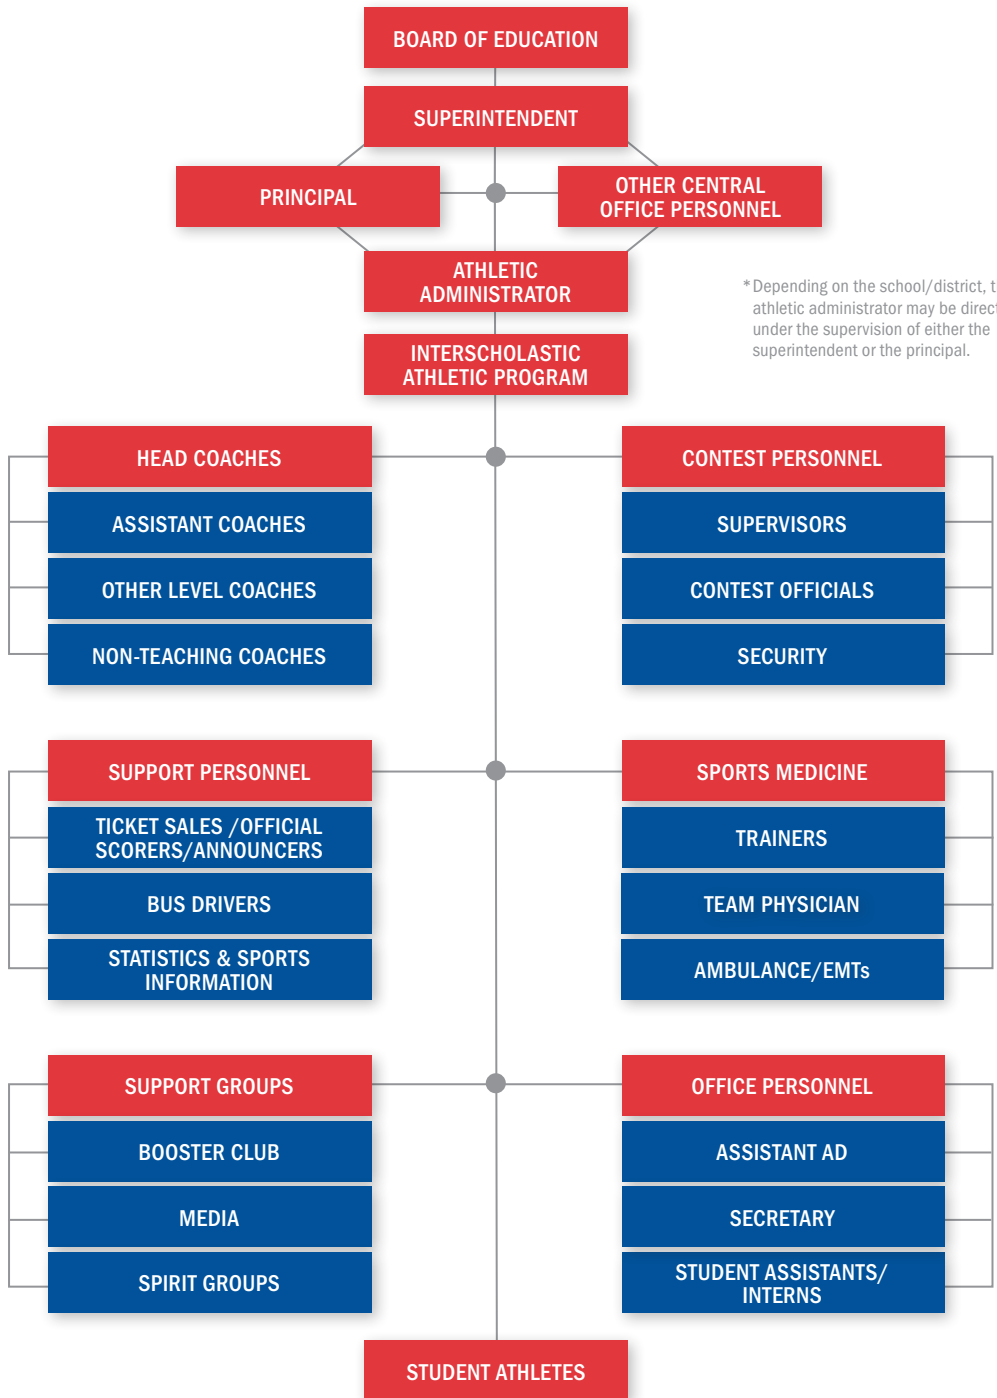 BOARD OF EDUCATION
SUPERINTENDENT
PRINCIPAL
OTHER CENTRAL
OFFICE PERSONNEL
ATHLETIC
ADMINISTRATOR
*Depending on the school/district, t
athletic administrator may be direct
under the supervision of either the
superintendent or the principal.
INTERSCHOLASTIC
ATHLETIC PROGRAM
HEAD COACHES
ASSISTANT COACHES
OTHER LEVEL COACHES
NON-TEACHING COACHES
CONTEST PERSONNEL
SUPERVISORS
CONTEST OFFICIALS
SECURITY
SUPPORT PERSONNEL
TICKET SALES /OFFICIAL
SCORERS/ANNOUNCERS
BUS DRIVERS
STATISTICS & SPORTS
INFORMATION
SPORTS MEDICINE
TRAINERS
TEAM PHYSICIAN
AMBULANCE/EMTs
SUPPORT GROUPS
BOOSTER CLUB
MEDIA
SPIRIT GROUPS
OFFICE PERSONNEL
ASSISTANT AD
SECRETARY
STUDENT ASSISTANTS/
INTERNS
STUDENT ATHLETES